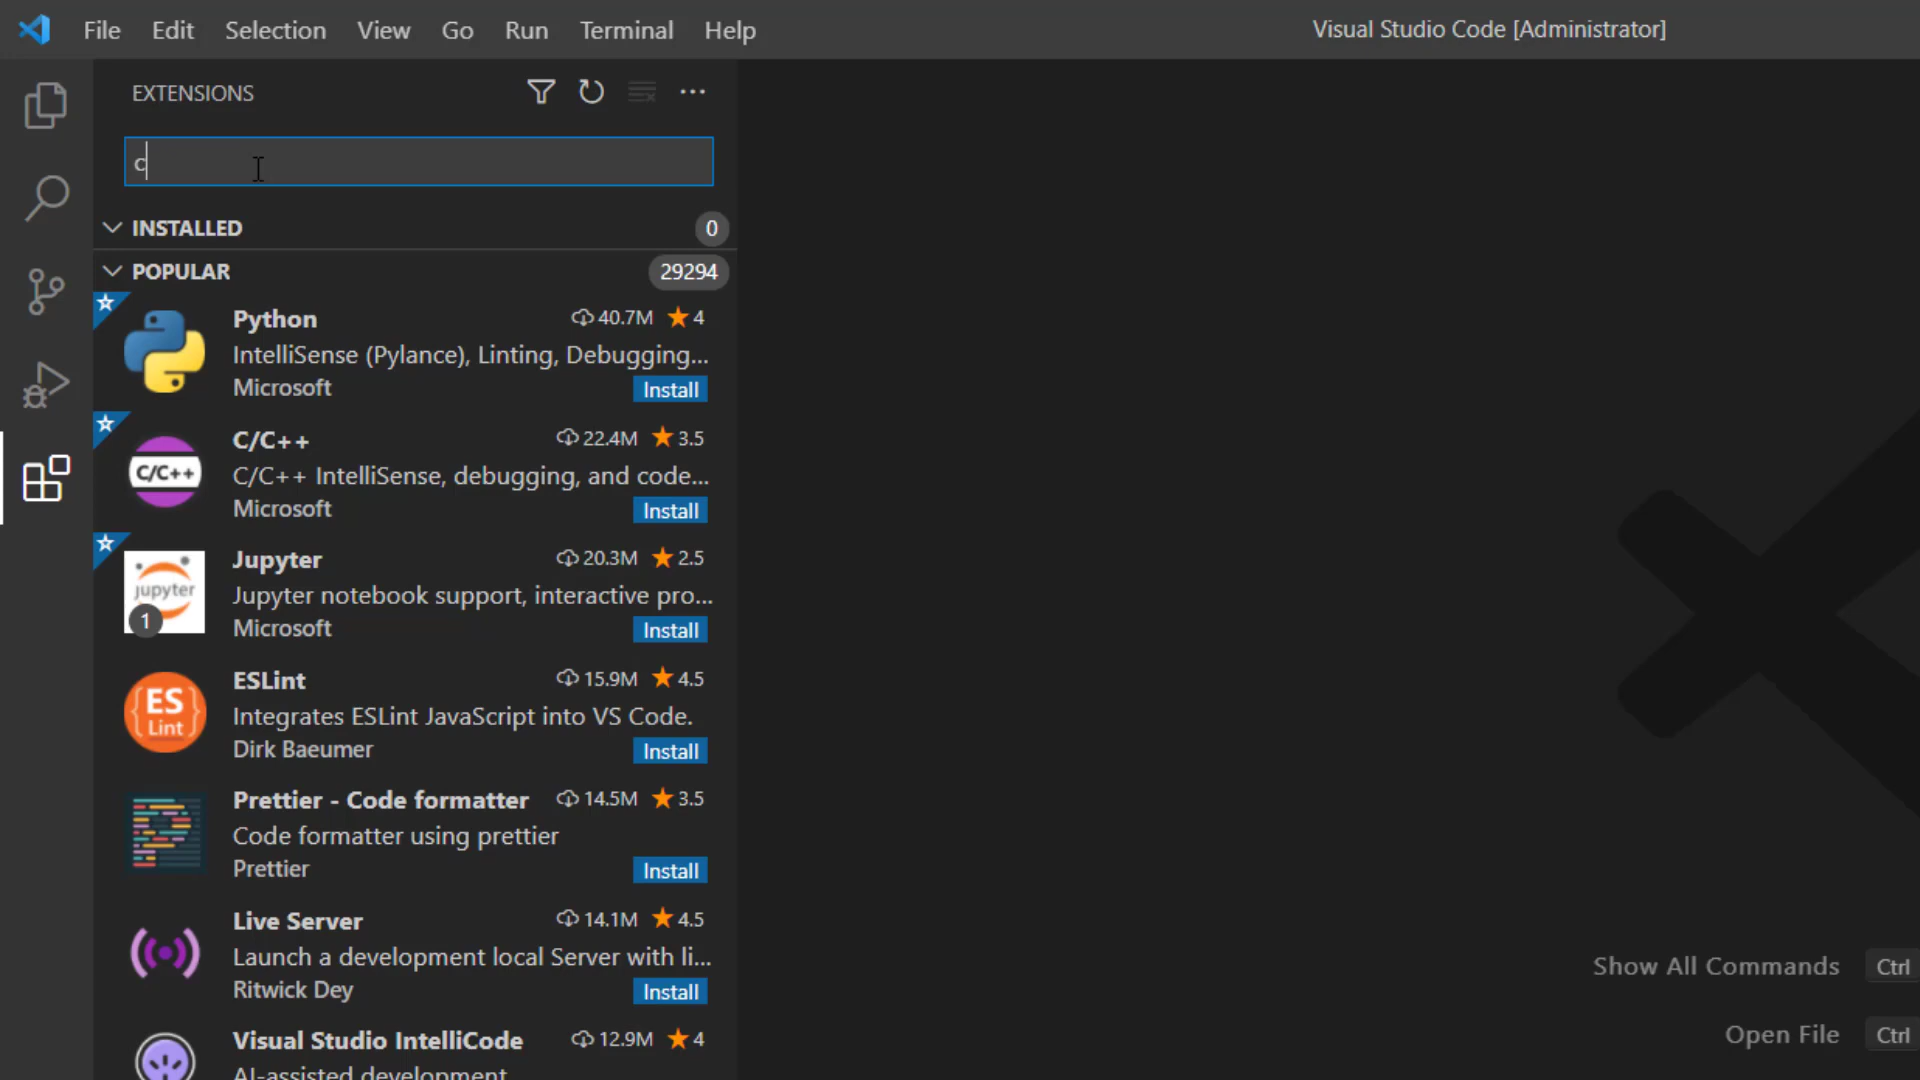 File Edit Selection View Go Run Terminal Help
Visual Studio Code [Administrator]
EXTENSIONS
c
INSTALLED 0
POPULAR 29294
Python 40.7M 4
IntelliSense (Pylance), Linting, Debugging...
Microsoft Install
C/C++ 22.4M 3.5
C/C++
C/C++ IntelliSense, debugging, and code...
Microsoft Install
Jupyter 20.3M 2.5
jupyter
Jupyter notebook support, interactive pro...
1
Microsoft Install
ESLint 15.9M 4.5
ES
Lint
Integrates ESLint JavaScript into VS Code.
Dirk Baeumer Install
Prettier - Code formatter 14.5M 3.5
Code formatter using prettier
Prettier Install
Live Server 14.1M 4.5
Launch a development local Server with li...
Ritwick Dey Install
Visual Studio IntelliCode 12.9M 4
AI-assisted development
Show All Commands Ctrl
Open File Ctrl